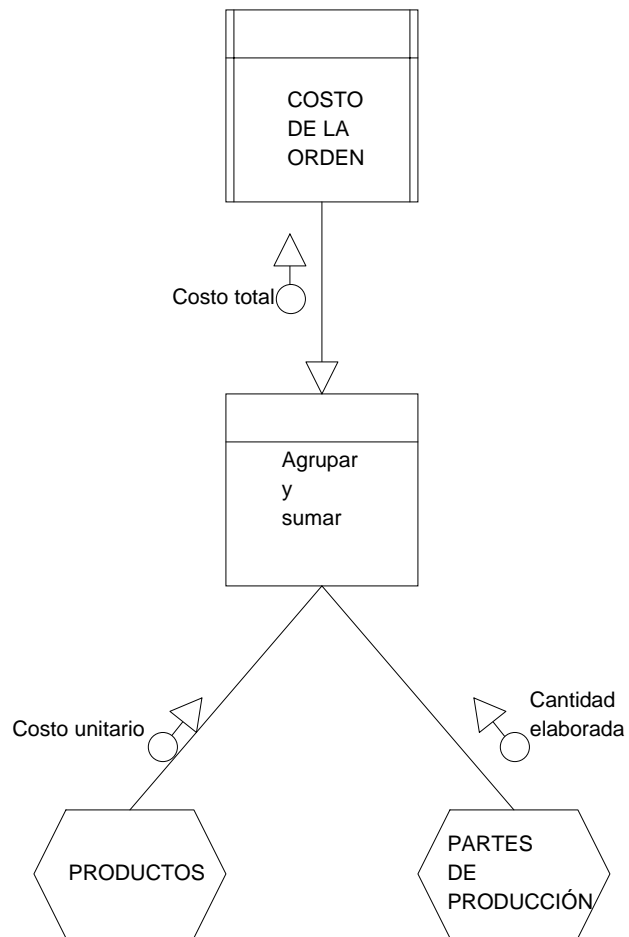 COSTO
DE LA
ORDEN
Costo total
Agrupar
y
sumar
Costo unitario
Cantidad
elaborada
PRODUCTOS
PARTES
DE
PRODUCCIÓN